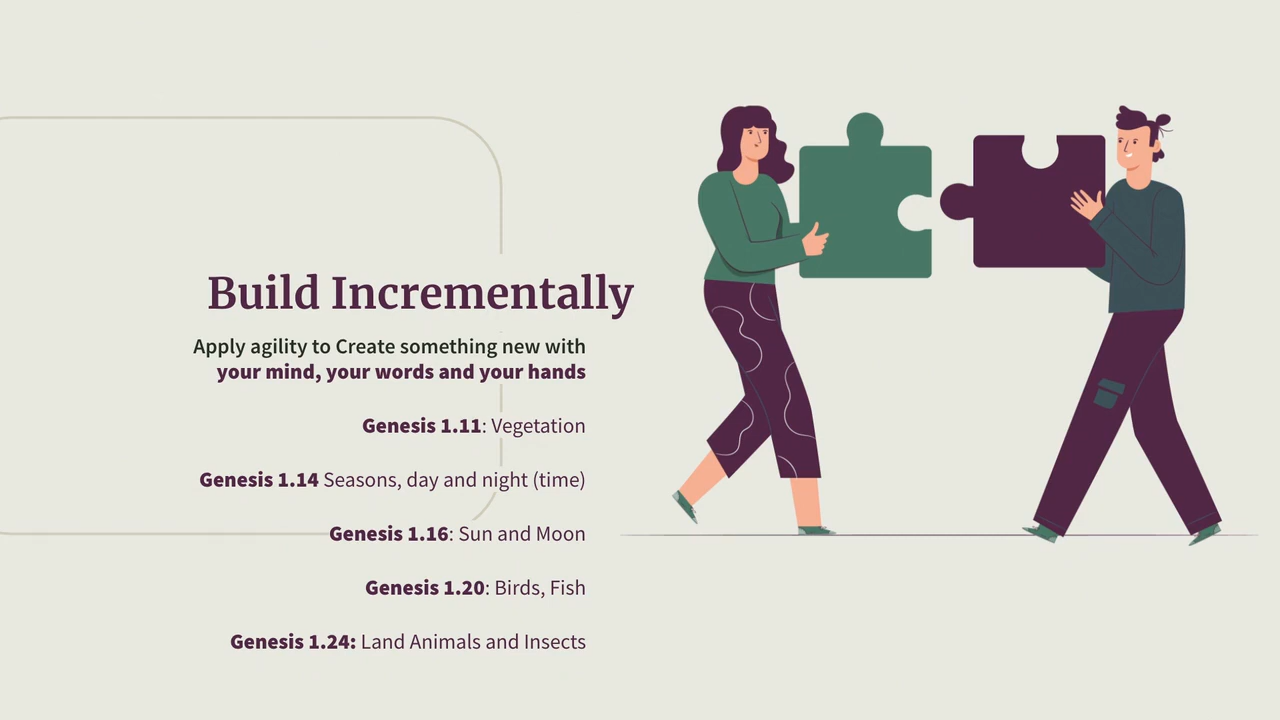 Build Incrementally
Apply agility to Create something new with
your mind, your words and your hands
Genesis 1.11: Vegetation
Genesis 1.14 Seasons, day and night (time)
Genesis 1.16: Sun and Moon
Genesis 1.20: Birds, Fish
Genesis 1.24: Land Animals and Insects